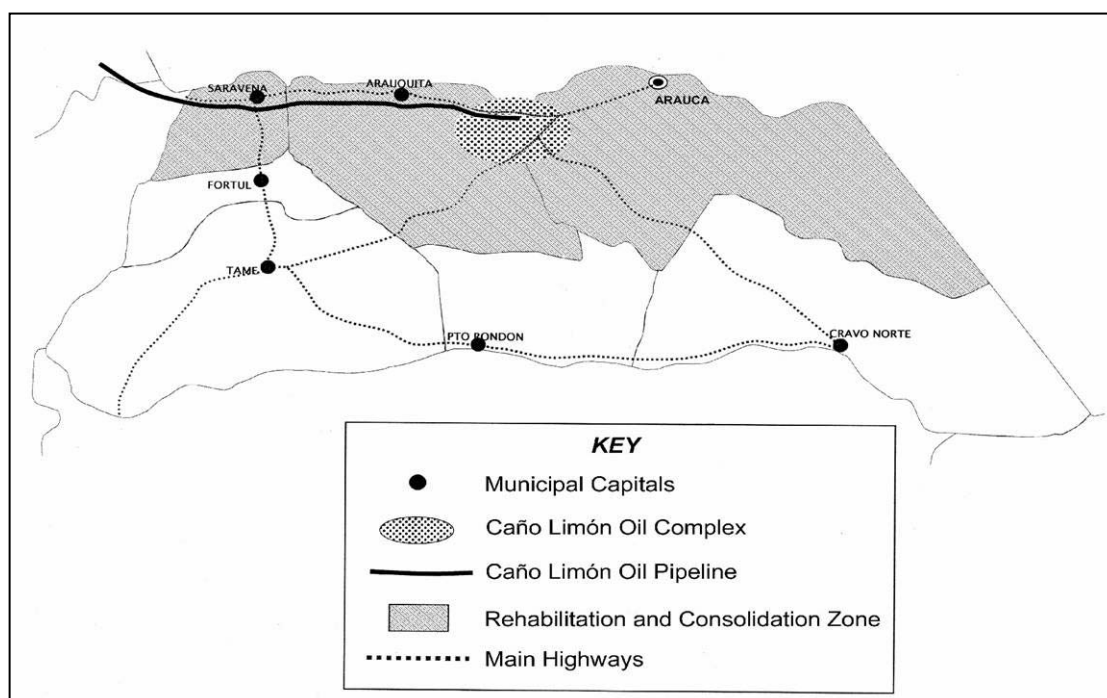 SARAVENA
ARAUQUITA
ARAUCA
FORTUL
TAME
PTO RONDON
CRAVO NORTE
KEY
Municipal Capitals
Caño Limón Oil Complex
Caño Limón Oil Pipeline
Rehabilitation and Consolidation Zone
Main Highways